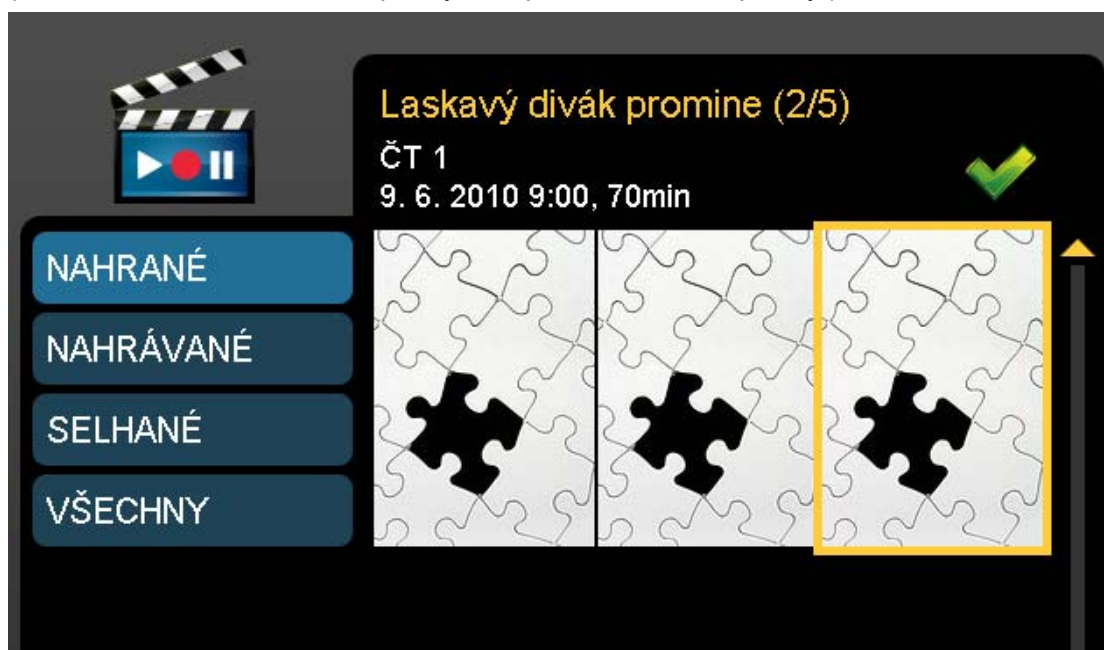 Laskavý divák promine (2/5)
ČT 1
9. 6. 2010 9:00, 70min
NAHRANÉ
NAHRÁVANÉ
SELHANÉ
VŠECHNY